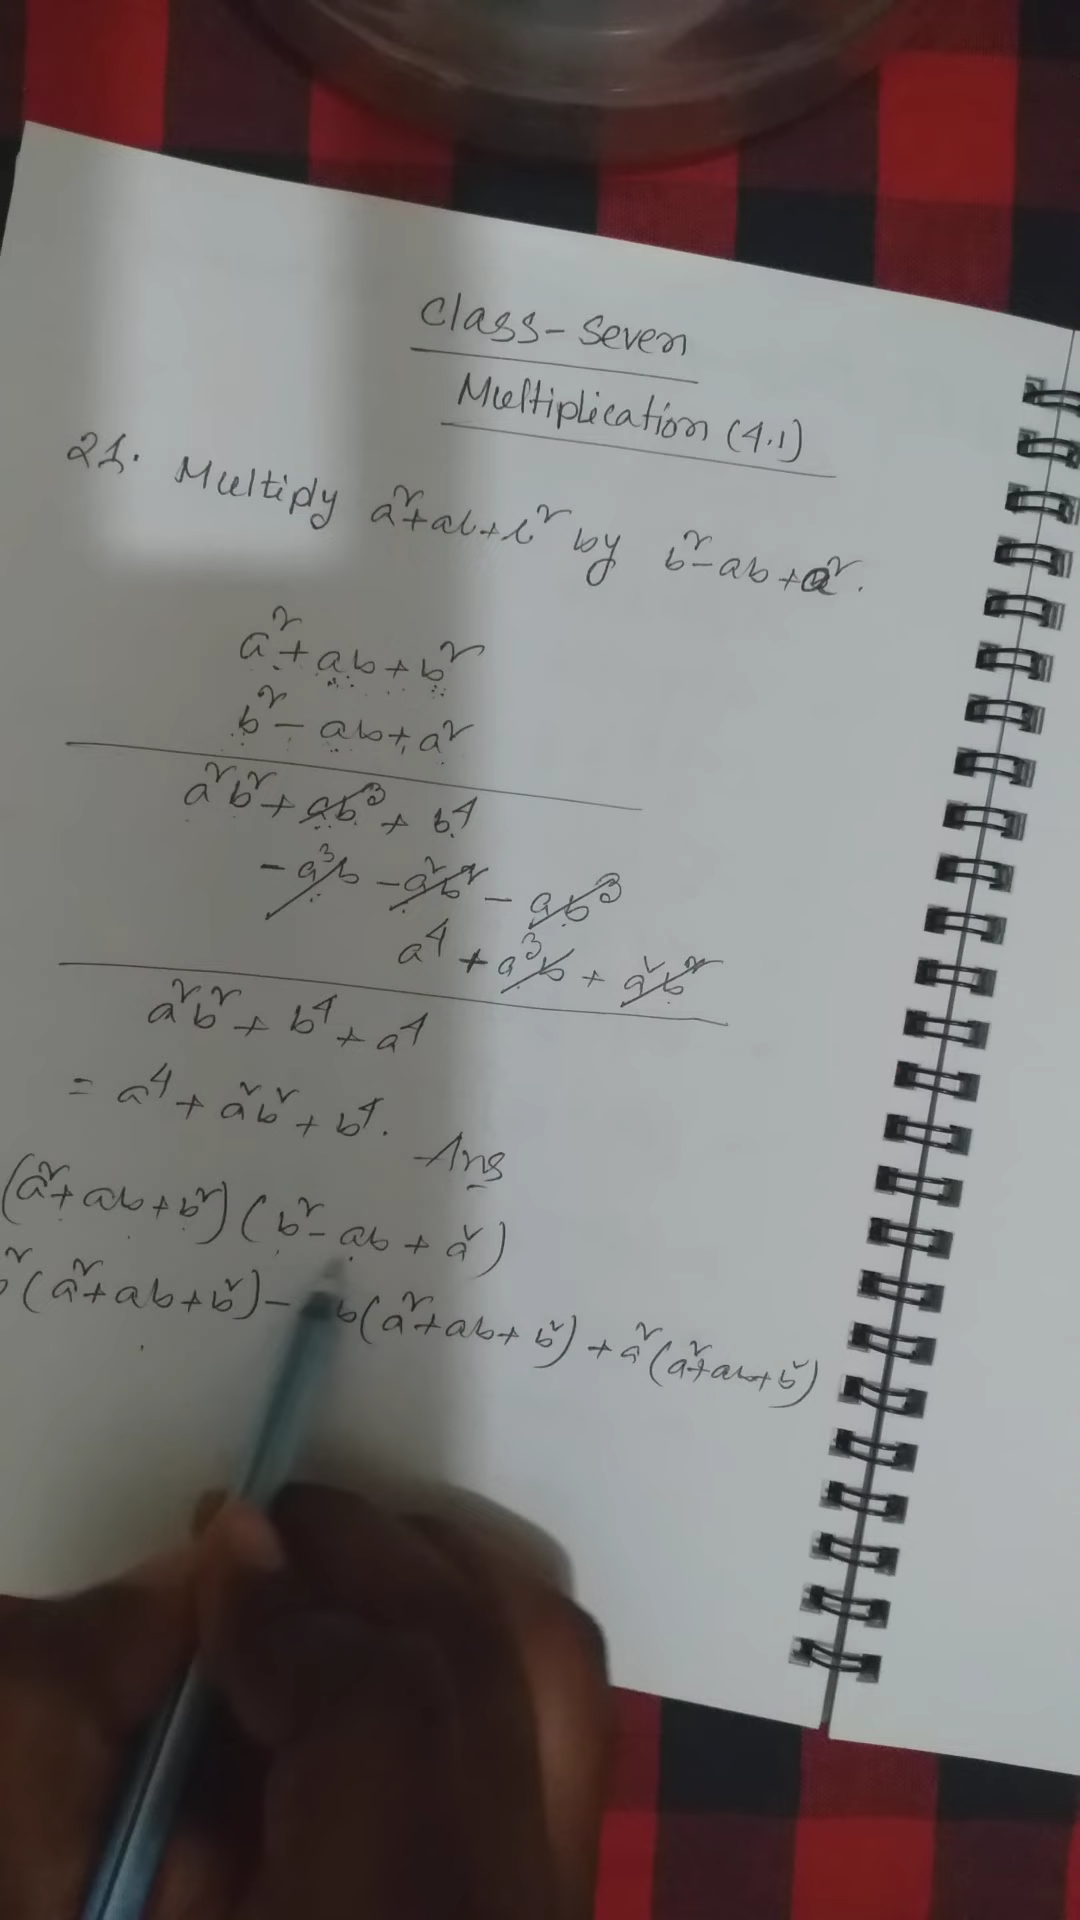 Class-Seven
Multiplication (4.1)
21. Multiply a²+ab+b² by b²-ab+a².
a²+ab+b²
b²-ab+a²
a²b²+ab³+b⁴
-a³b-a²b²-ab³
a⁴+a³b+a²b²
a²b²+b⁴+a⁴
=a⁴+a²b²+b⁴. Ans
(a²+ab+b²)(b²-ab+a²)
²(a²+ab+b²)- b(a²+ab+b²)+a²(a²+ab+b²)